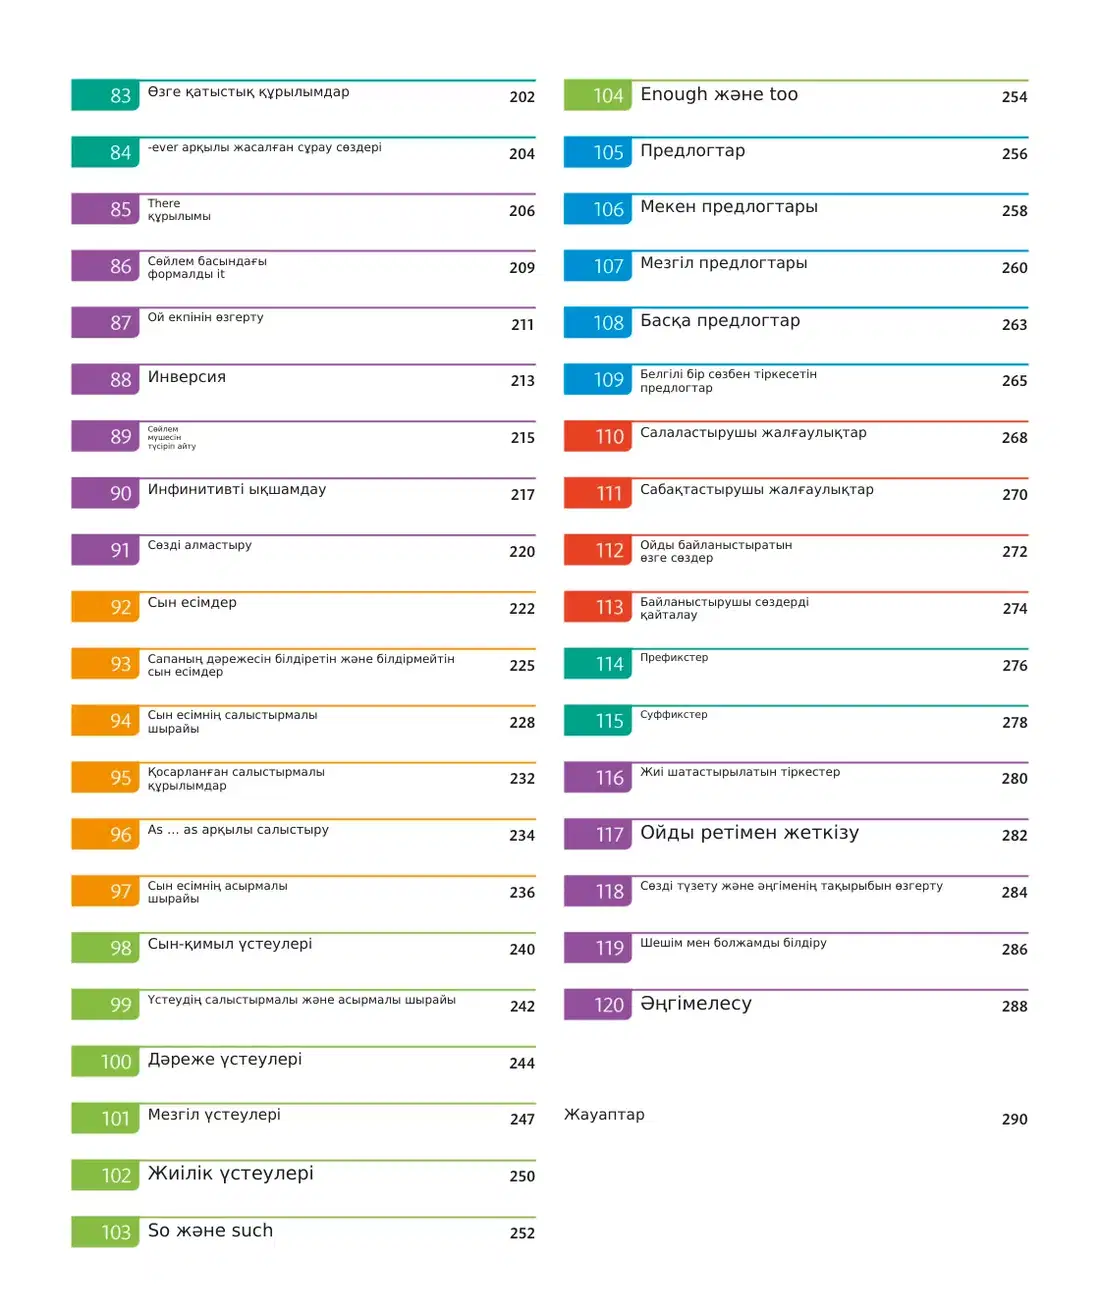 83 Өзге қатыстық құрылымдар 202
84 -ever арқылы жасалған сұрау сөздері 204
85 There
құрылымы 206
86 Сөйлем басындағы
формалды it 209
87 Ой екпінін өзгерту 211
88 Инверсия 213
89 Сөйлем
мүшесін
түсіріп айту 215
90 Инфинитивті ықшамдау 217
91 Сөзді алмастыру 220
92 Сын есімдер 222
93 Сапаның дәрежесін білдіретін және білдірмейтін
сын есімдер 225
94 Сын есімнің салыстырмалы
шырайы 228
95 Қосарланған салыстырмалы
құрылымдар 232
96 As ... as арқылы салыстыру 234
97 Сын есімнің асырмалы
шырайы 236
98 Сын-қимыл үстеулері 240
99 Үстеудің салыстырмалы және асырмалы шырайы 242
100 Дәреже үстеулері 244
101 Мезгіл үстеулері 247
102 Жиілік үстеулері 250
103 So және such 252
104 Enough және too 254
105 Предлогтар 256
106 Мекен предлогтары 258
107 Мезгіл предлогтары 260
108 Басқа предлогтар 263
109 Белгілі бір сөзбен тіркесетін
предлогтар 265
110 Салаластырушы жалғаулықтар 268
111 Сабақтастырушы жалғаулықтар 270
112 Ойды байланыстыратын
өзге сөздер 272
113 Байланыстырушы сөздерді
қайталау 274
114 Префикстер 276
115 Суффикстер 278
116 Жиі шатастырылатын тіркестер 280
117 Ойды ретімен жеткізу 282
118 Сөзді түзету және әңгіменің тақырыбын өзгерту 284
119 Шешім мен болжамды білдіру 286
120 Әңгімелесу 288
Жауаптар 290